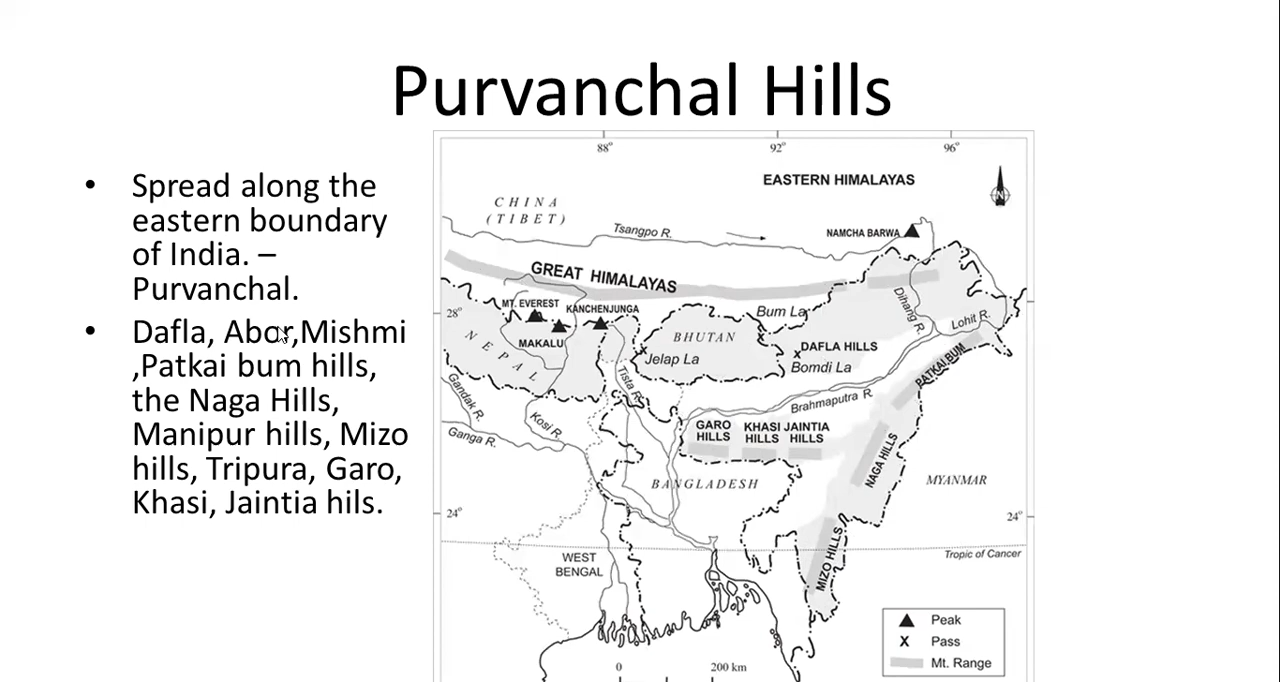 Purvanchal Hills
• Spread along the
eastern boundary
of India. –
Purvanchal.
• Dafla, Abor,Mishmi
,Patkai bum hills,
the Naga Hills,
Manipur hills, Mizo
hills, Tripura, Garo,
Khasi, Jaintia hils.
88°
92°
96°
EASTERN HIMALAYAS
N
CHINA
(TIBET)
Tsangpo R.
NAMCHA BARWA
GREAT HIMALAYAS
MT. EVEREST
KANCHENJUNGA
MAKALU
28°
NEPAL
BHUTAN
Bum La
Jelap La
DAFLA HILLS
Bomdi La
Dihang R.
Lohit R.
PATKAI BUM
Tista R.
Brahmaputra R.
Gandak R.
Kosi R.
Ganga R.
GARO
HILLS
KHASI
HILLS
JAINTIA
HILLS
NAGA HILLS
BANGLADESH
MYANMAR
24°
24°
Tropic of Cancer
WEST
BENGAL
MIZO HILLS
Peak
X Pass
Mt. Range
0 200 km